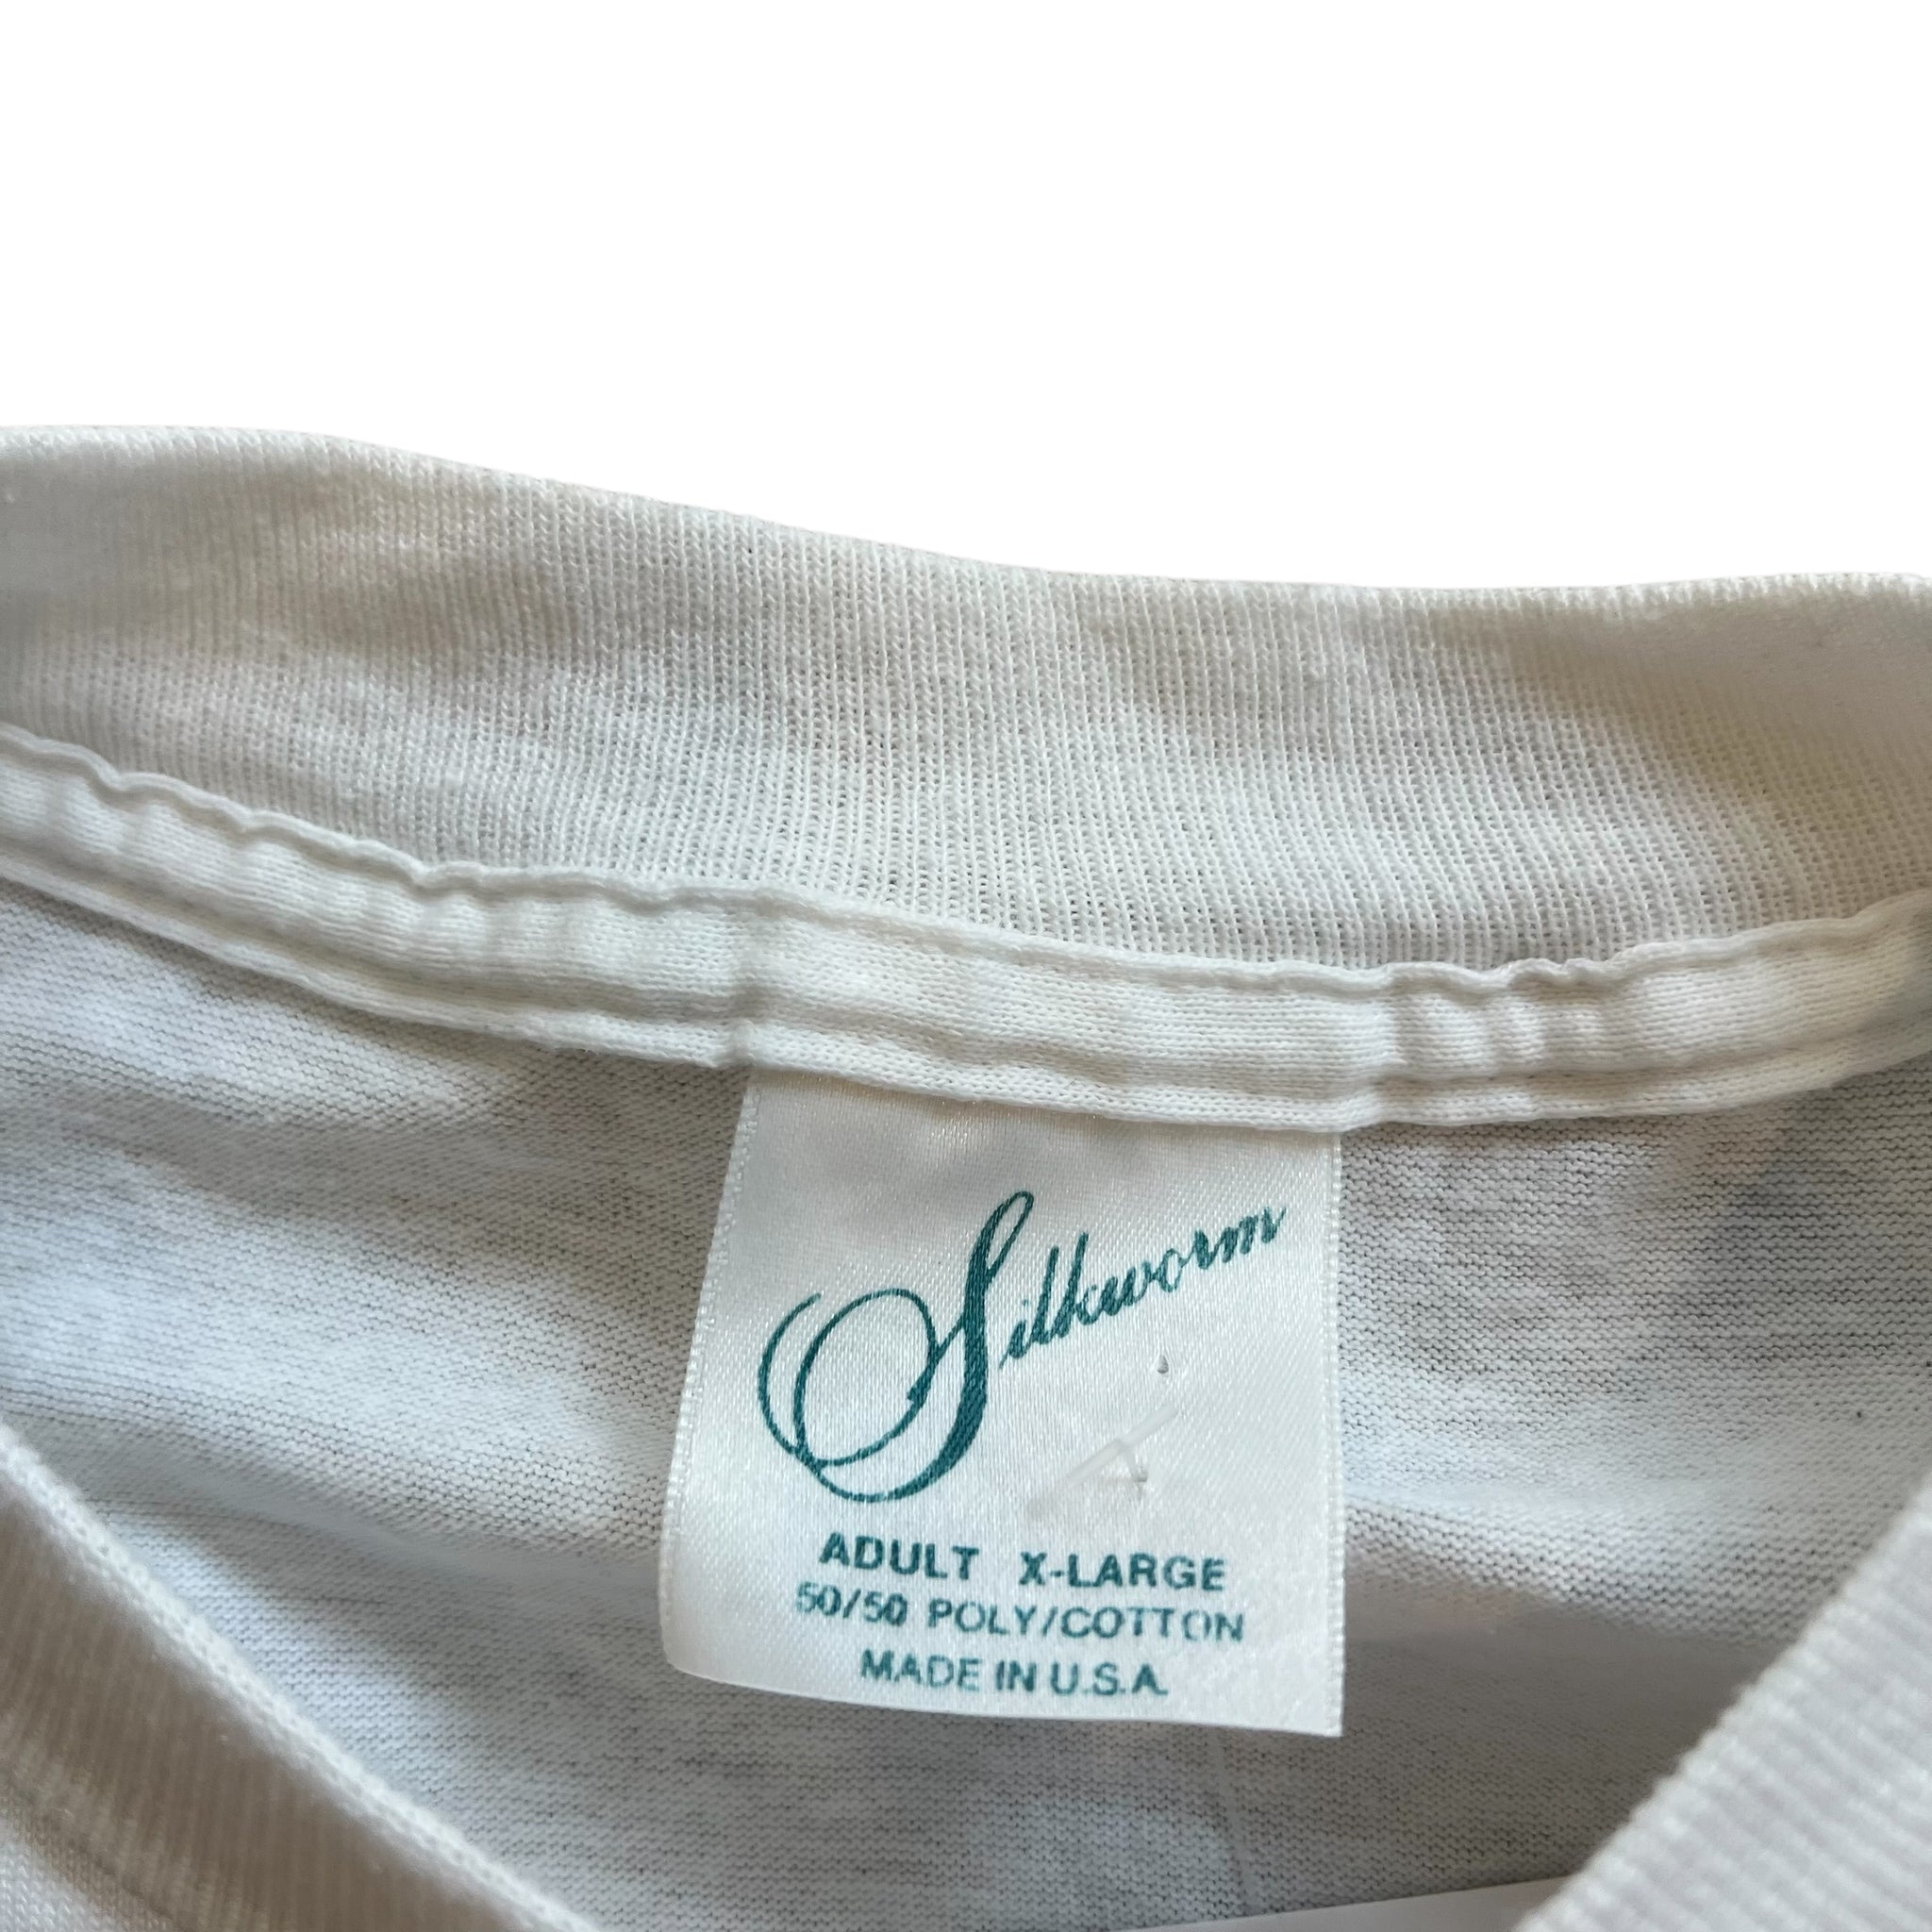 Silkworm
ADULT X-LARGE
50/50 POLY/COTTON
MADE IN U.S.A.